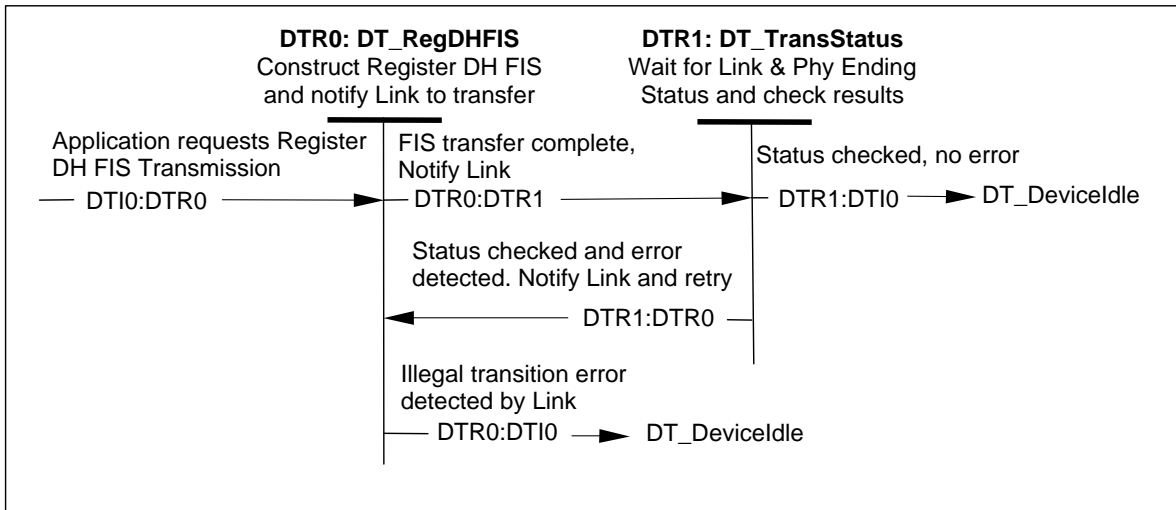 DTR0: DT_RegDHFIS
Construct Register DH FIS
and notify Link to transfer
DTR1: DT_TransStatus
Wait for Link & Phy Ending
Status and check results
Application requests Register
DH FIS Transmission
DTI0:DTR0
FIS transfer complete,
Notify Link
DTR0:DTR1
Status checked, no error
DTR1:DTI0
DT_DeviceIdle
Status checked and error
detected. Notify Link and retry
DTR1:DTR0
Illegal transition error
detected by Link
DTR0:DTI0
DT_DeviceIdle